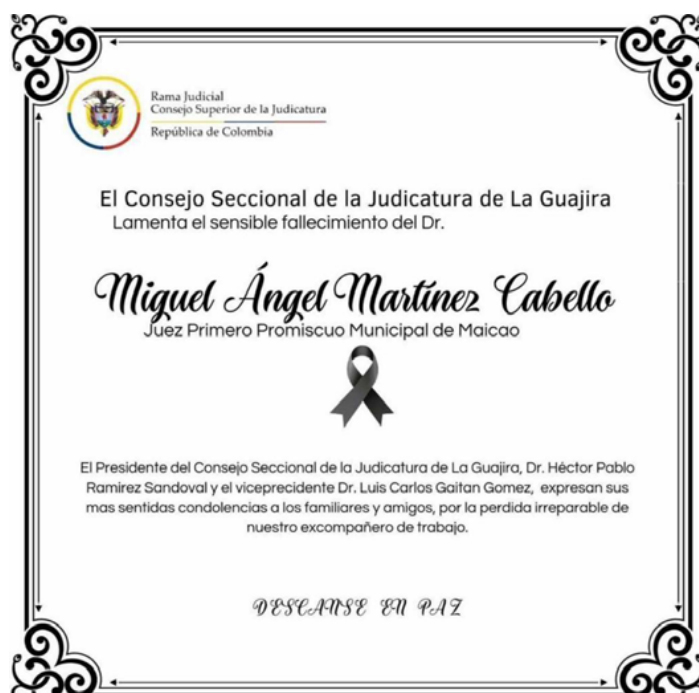 Rama Judicial
Consejo Superior de la Judicatura
República de Colombia
El Consejo Seccional de la Judicatura de La Guajira
Lamenta el sensible fallecimiento del Dr.
Miguel Ángel Martínez Cabello
Juez Primero Promiscuo Municipal de Maicao
El Presidente del Consejo Seccional de la Judicatura de La Guajira, Dr. Héctor Pablo
Ramirez Sandoval y el viceprecidente Dr. Luis Carlos Gaitan Gomez, expresan sus
mas sentidas condolencias a los familiares y amigos, por la perdida irreparable de
nuestro excompañero de trabajo.
DESCANSE EN PAZ